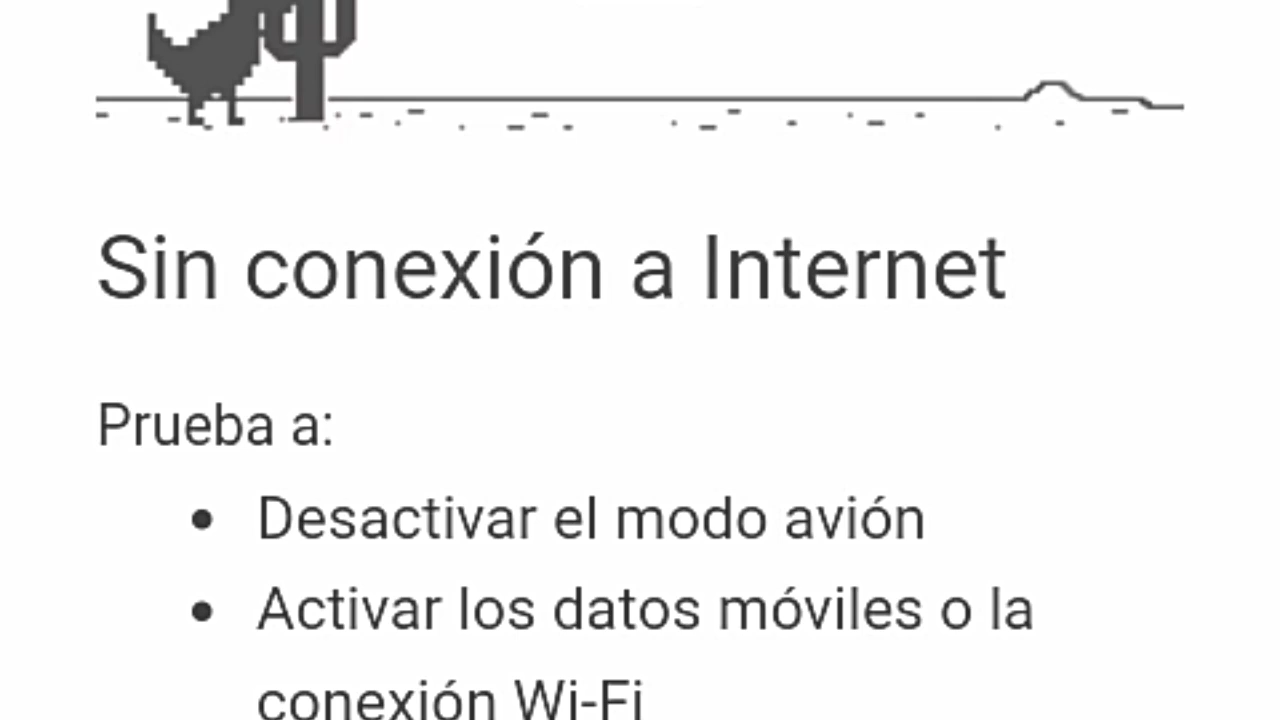 Sin conexión a Internet
Prueba a:
Desactivar el modo avión
Activar los datos móviles o la
conexión Wi-Fi